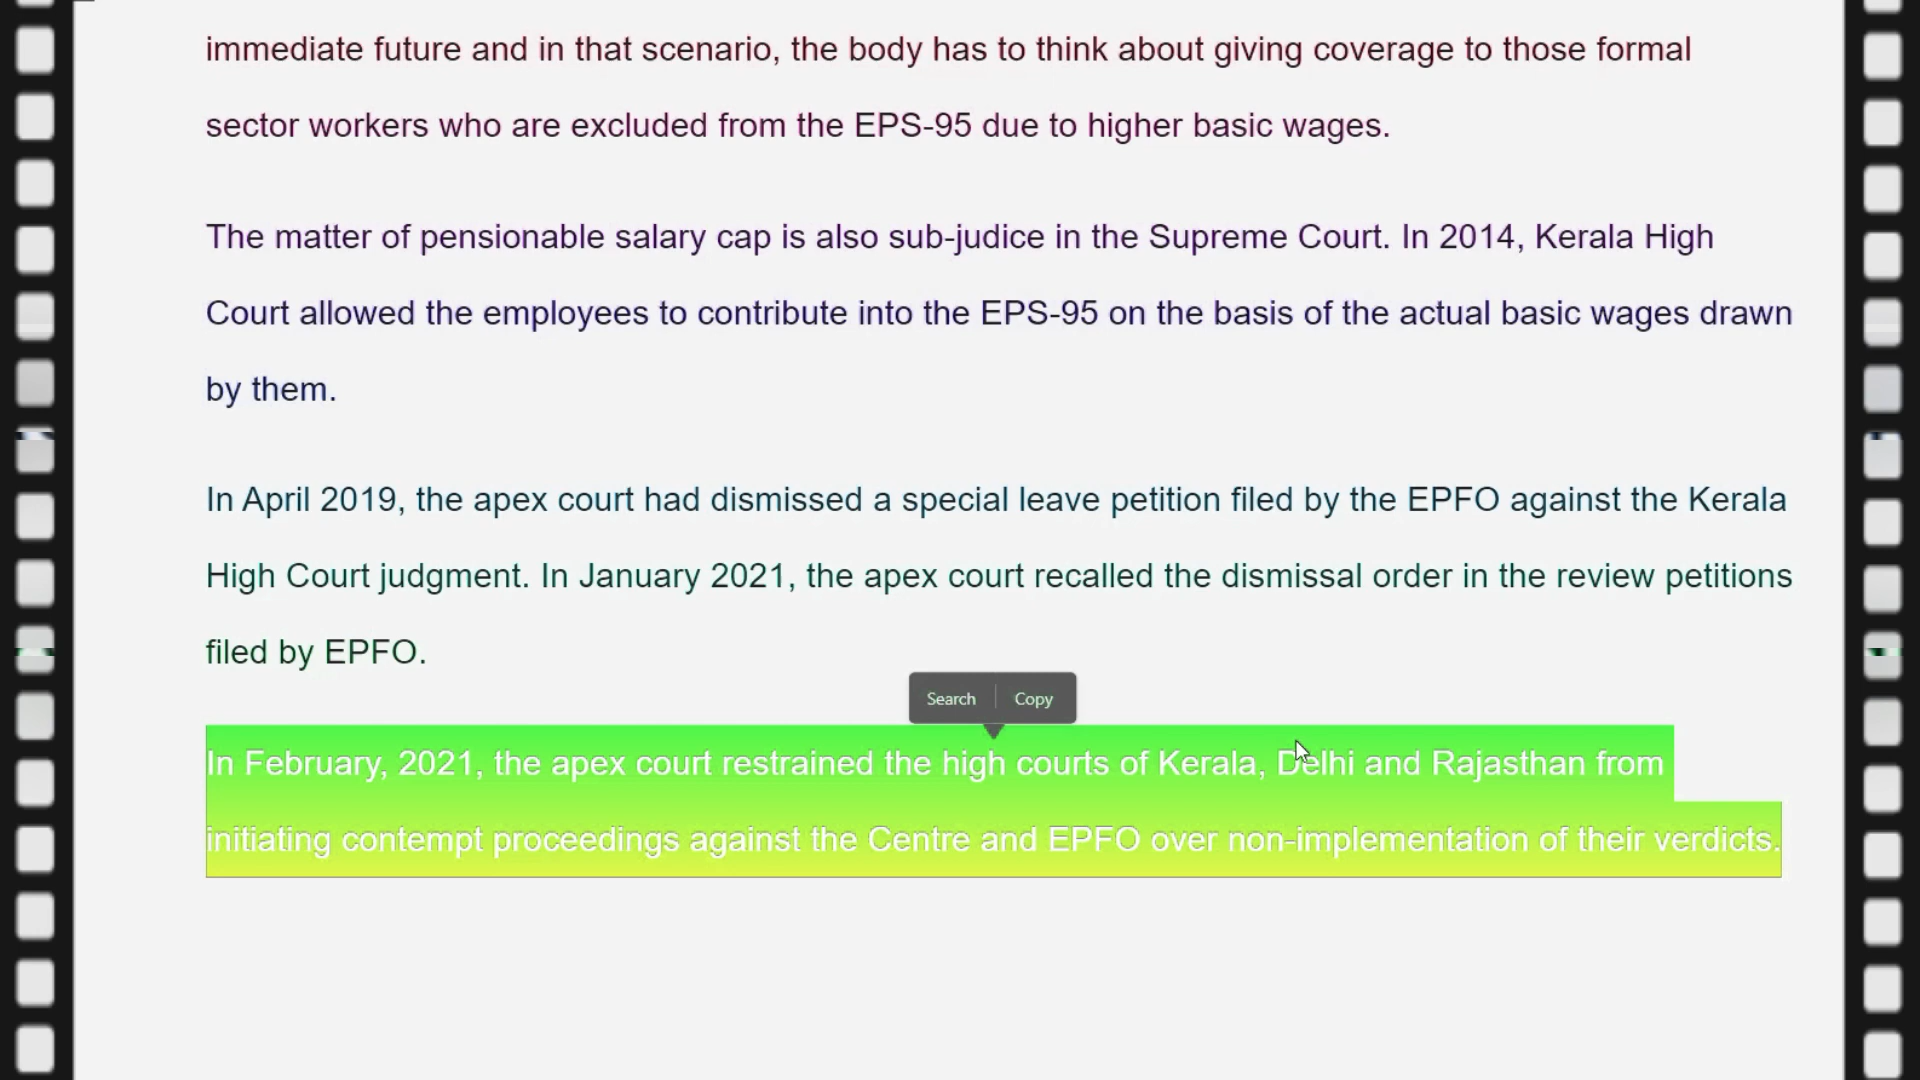 immediate future and in that scenario, the body has to think about giving coverage to those formal
sector workers who are excluded from the EPS-95 due to higher basic wages.
The matter of pensionable salary cap is also sub-judice in the Supreme Court. In 2014, Kerala High
Court allowed the employees to contribute into the EPS-95 on the basis of the actual basic wages drawn
by them.
In April 2019, the apex court had dismissed a special leave petition filed by the EPFO against the Kerala
High Court judgment. In January 2021, the apex court recalled the dismissal order in the review petitions
filed by EPFO.
Search Copy
In February, 2021, the apex court restrained the high courts of Kerala, Delhi and Rajasthan from
initiating contempt proceedings against the Centre and EPFO over non-implementation of their verdicts.